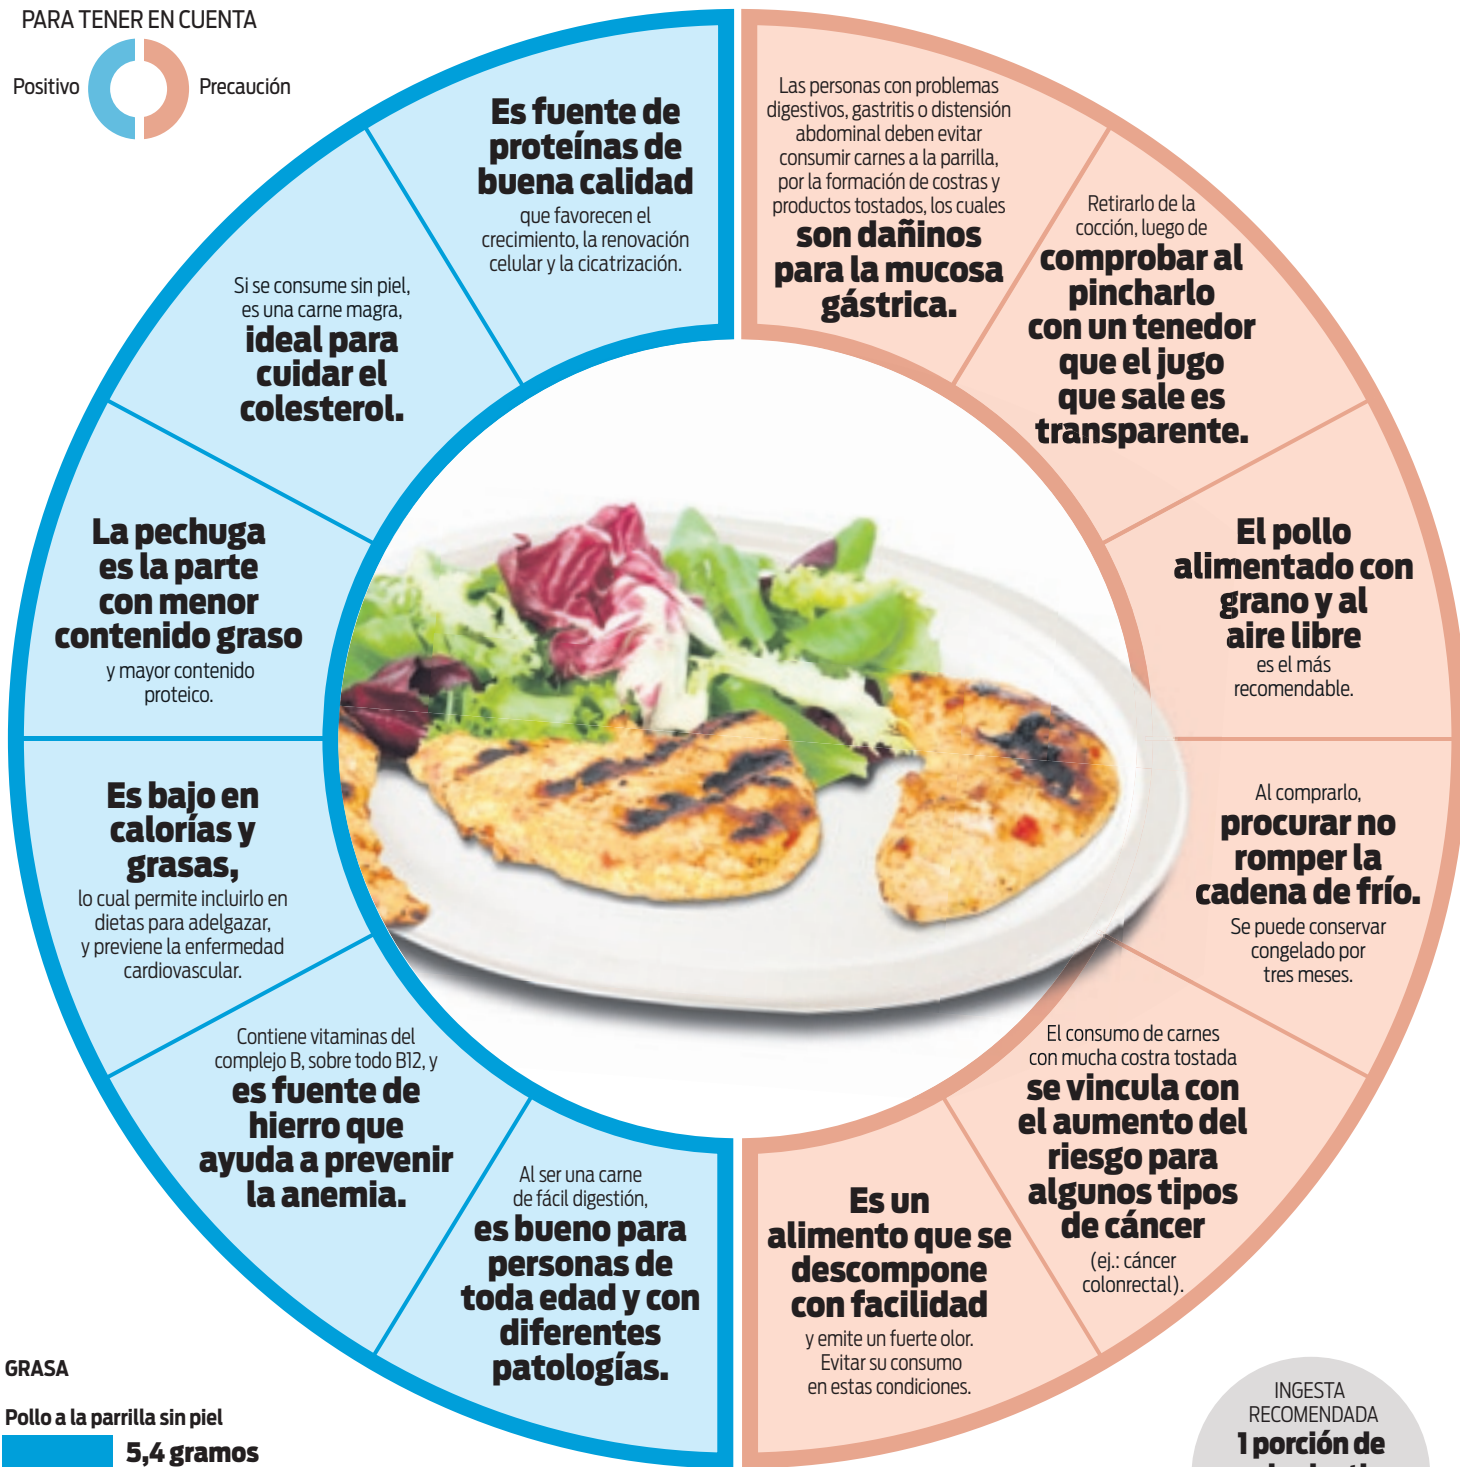 PARA TENER EN CUENTA
Positivo
Precaución
Es fuente de
proteínas de
buena calidad
que favorecen el
crecimiento, la renovación
celular y la cicatrización.
Si se consume sin piel,
es una carne magra,
ideal para
cuidar el
colesterol.
La pechuga
es la parte
con menor
contenido graso
y mayor contenido
proteico.
Es bajo en
calorías y
grasas,
lo cual permite incluirlo en
dietas para adelgazar,
y previene la enfermedad
cardiovascular.
Contiene vitaminas del
complejo B, sobre todo B12, y
es fuente de
hierro que
ayuda a prevenir
la anemia.
Al ser una carne
de fácil digestión,
es bueno para
personas de
toda edad y con
diferentes
patologías.
Las personas con problemas
digestivos, gastritis o distensión
abdominal deben evitar
consumir carnes a la parrilla,
por la formación de costras y
productos tostados, los cuales
son dañinos
para la mucosa
gástrica.
Retirarlo de la
cocción, luego de
comprobar al
pincharlo
con un tenedor
que el jugo
que sale es
transparente.
El pollo
alimentado con
grano y al
aire libre
es el más
recomendable.
Al comprarlo,
procurar no
romper la
cadena de frío.
Se puede conservar
congelado por
tres meses.
El consumo de carnes
con mucha costra tostada
se vincula con
el aumento del
riesgo para
algunos tipos
de cáncer
(ej.: cáncer
colonrectal).
Es un
alimento que se
descompone
con facilidad
y emite un fuerte olor.
Evitar su consumo
en estas condiciones.
GRASA
Pollo a la parrilla sin piel
5,4 gramos
INGESTA
RECOMENDADA
1 porción de